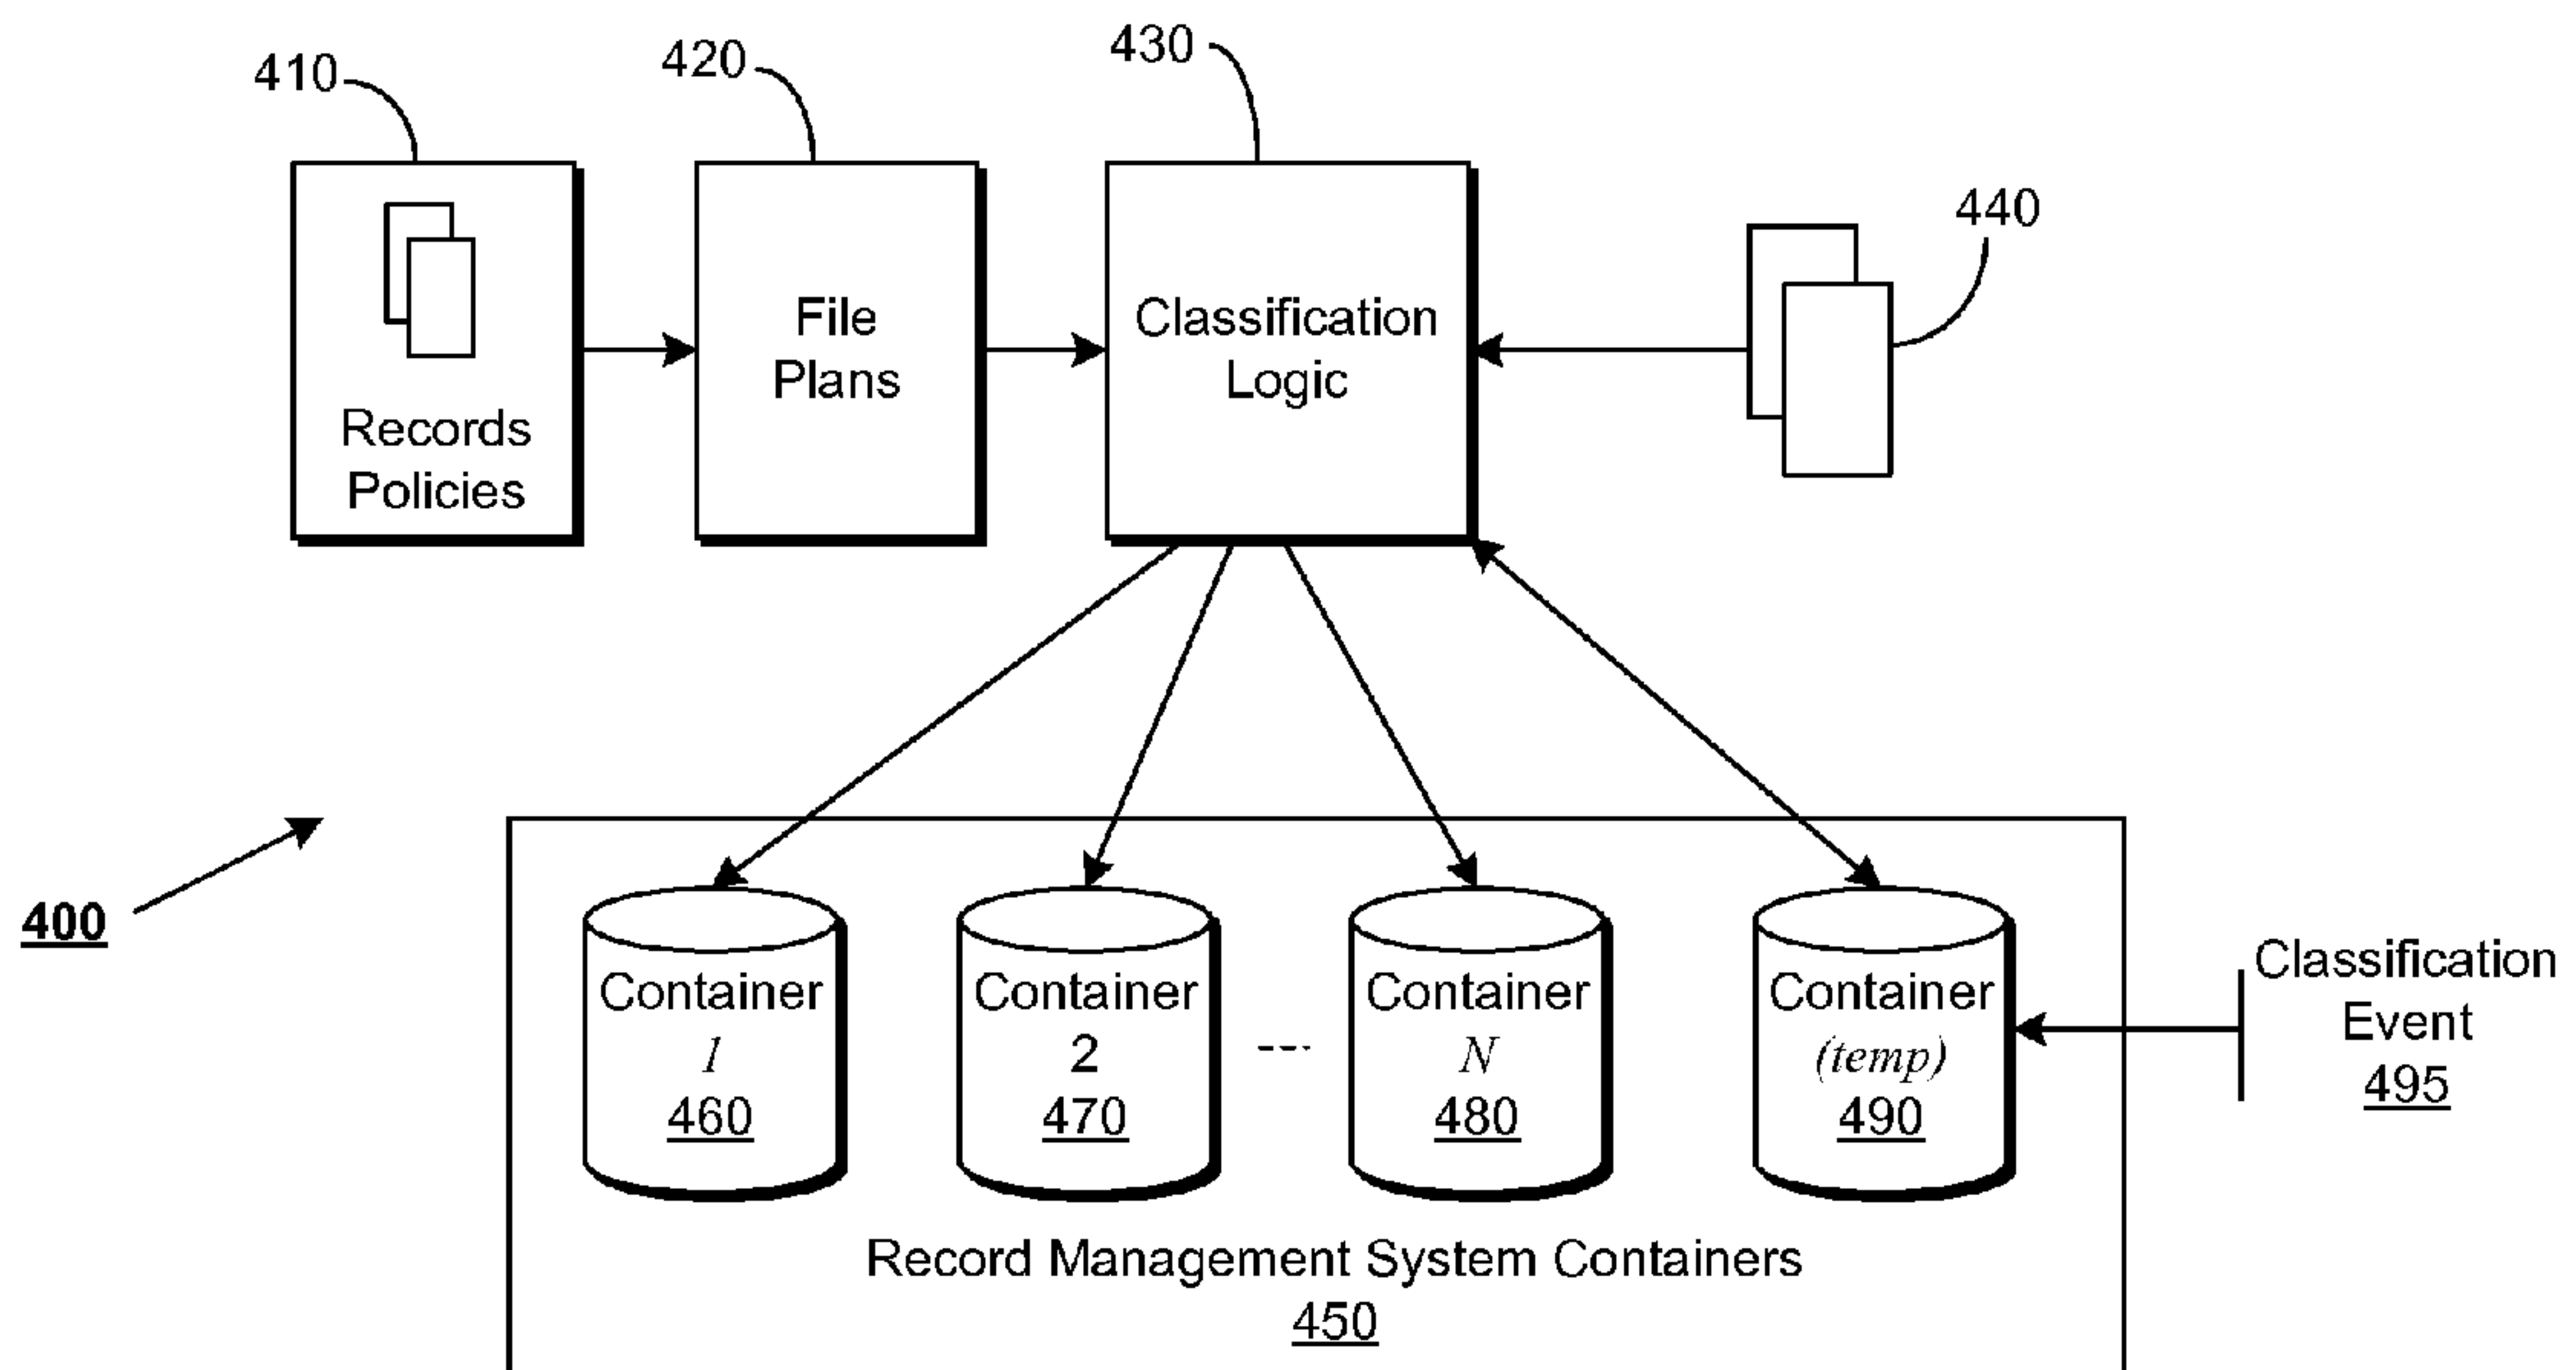 410
420
430
440
Records
Policies
File
Plans
Classification
Logic
400
Container
1
460
Container
2
470
---
Container
N
480
Container
(temp)
490
Classification
Event
495
Record Management System Containers
450